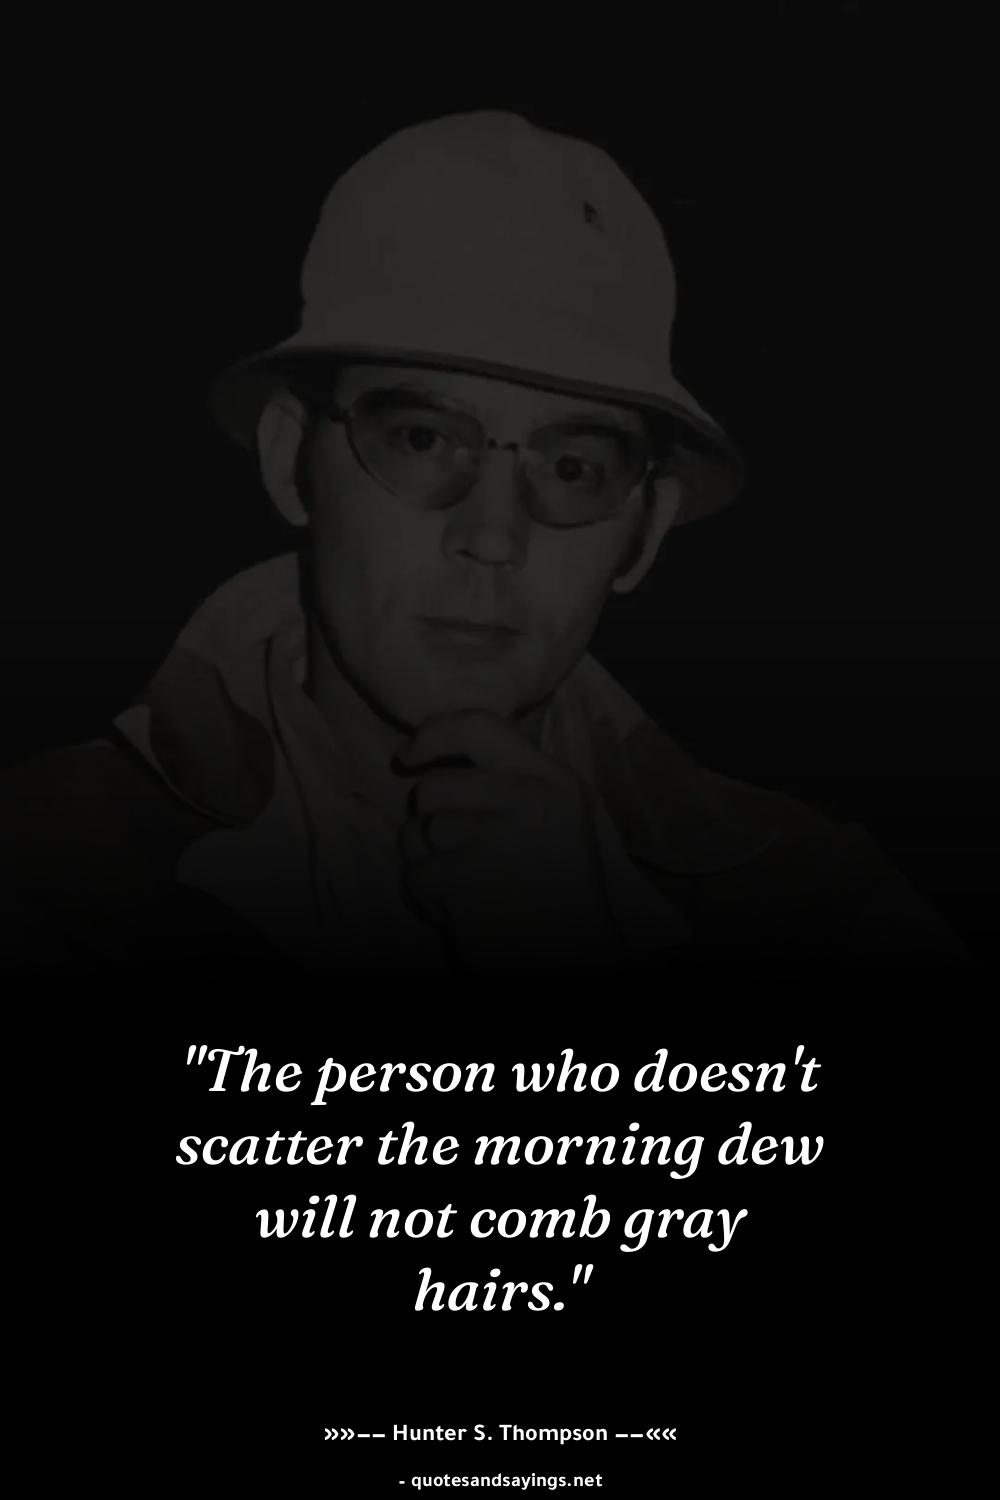 "The person who doesn't
scatter the morning dew
will not comb gray
hairs."
»»–– Hunter S. Thompson ––««
- quotesandsayings.net